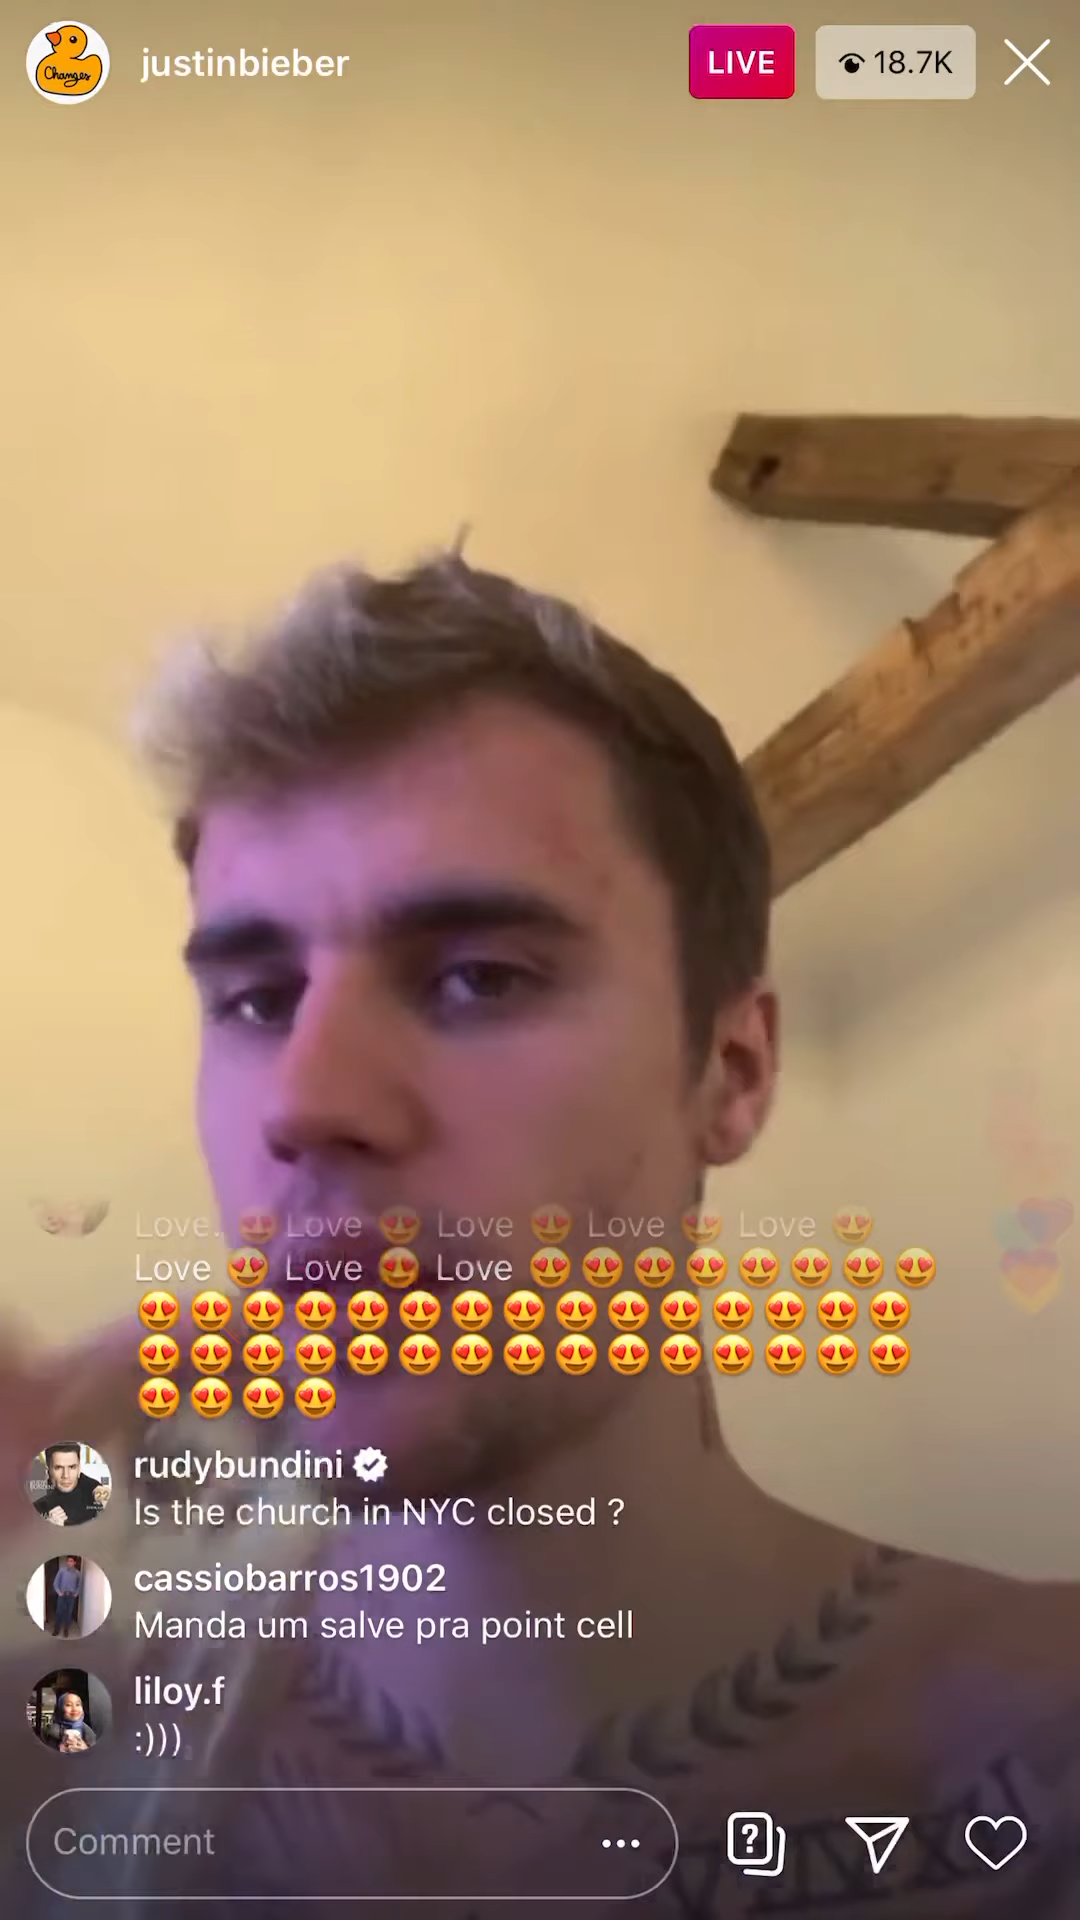 Changes
justinbieber
LIVE
18.7K
Love. 😍 Love 😍 Love 😍 Love 😍 Love 😍
Love 😍 Love 😍 Love 😍😍😍😍😍😍😍😍
😍😍😍😍😍😍😍😍😍😍😍😍😍😍😍
😍😍😍😍😍😍😍😍😍😍😍😍😍😍😍
😍😍😍😍
rudybundini
Is the church in NYC closed ?
cassiobarros1902
Manda um salve pra point cell
liloy.f
:)))
Comment